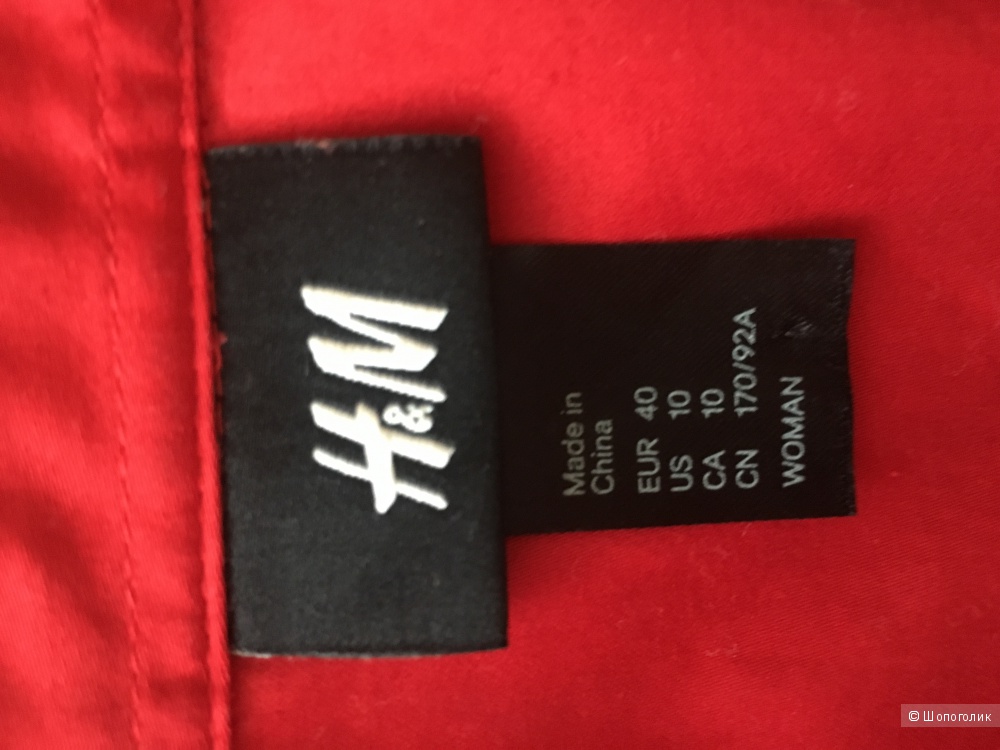 H&M
Made in
China
EUR 40
US 10
CA 10
CN 170/92A
WOMAN
© Шопоголик